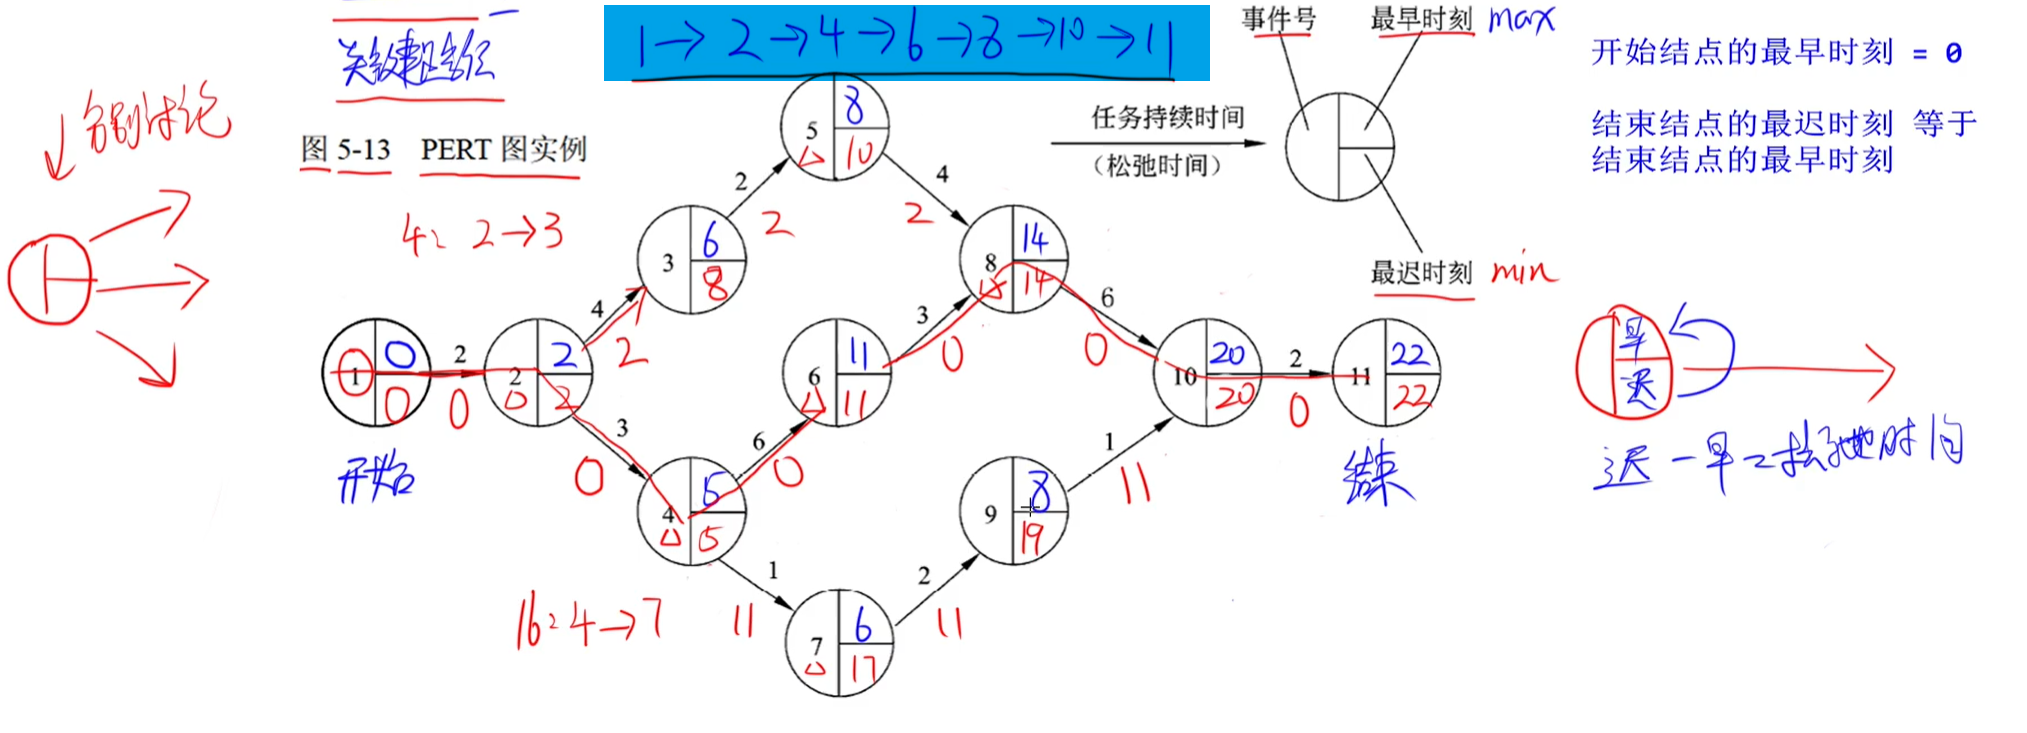 关键路径
1→2→4→6→8→10→11
事件号
最早时刻 max
开始结点的最早时刻 = 0
结束结点的最迟时刻 等于
结束结点的最早时刻
任务持续时间
(松弛时间)
最迟时刻 min
分别讨论
图 5-13 PERT 图实例
4: 2→3
5 8 10
2 2
4 2
3 6 8
8 14 14
4 2
3 0
6 0
1 0 0
2 0
2 2 2
6 11 11
10 20 20
2 0
11 22 22
早
迟
迟-早=松弛时间
开始
结束
3 0
6 0
4 5 5
9 8 19
1 11
1 11
2 11
16: 4→7
7 6 17